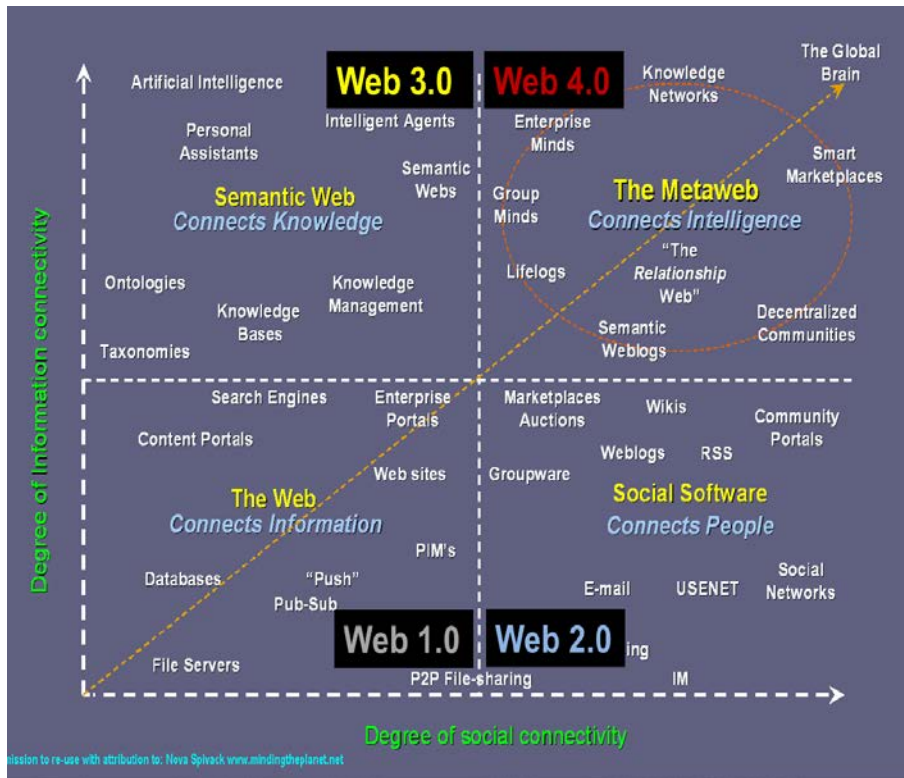 The Global
Brain
Web 3.0
Web 4.0
Artificial Intelligence
Knowledge
Networks
Intelligent Agents
Enterprise
Minds
Personal
Assistants
Smart
Marketplaces
Semantic
Webs
Semantic Web
Connects Knowledge
Group
Minds
The Metaweb
Connects Intelligence
"The
Relationship
Web"
Lifelogs
Ontologies
Knowledge
Management
Knowledge
Bases
Decentralized
Communities
Semantic
Weblogs
Taxonomies
Degree of Information connectivity
Search Engines
Enterprise
Portals
Marketplaces
Auctions
Wikis
Community
Portals
Content Portals
Weblogs
RSS
Web sites
Groupware
The Web
Connects Information
Social Software
Connects People
PIM's
Databases
"Push"
Pub-Sub
E-mail
USENET
Social
Networks
Web 1.0
Web 2.0
ing
File Servers
P2P File-sharing
IM
Degree of social connectivity
mission to re-use with attribution to: Nova Spivack www.mindingtheplanet.net